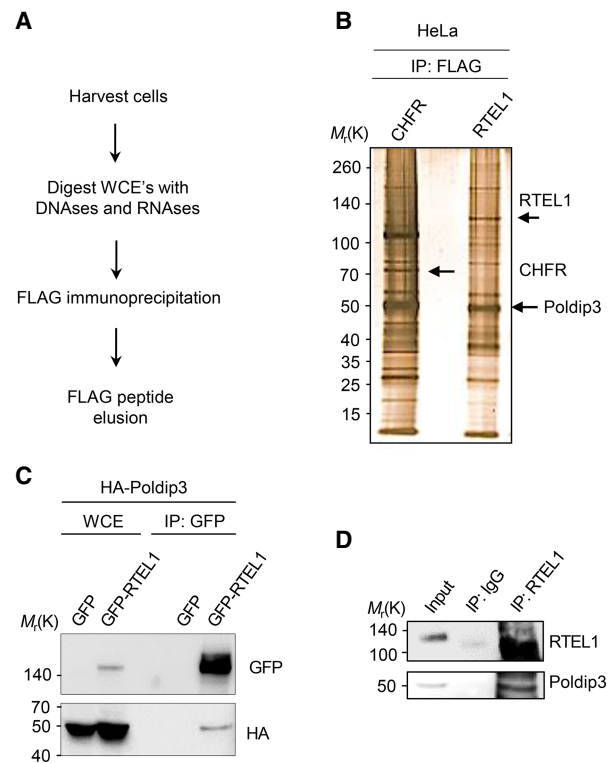 A
Harvest cells
Digest WCE's with
DNAses and RNAses
FLAG immunoprecipitation
FLAG peptide
elusion
B
HeLa
IP: FLAG
CHFR
RTEL1
Mr(K)
260
140
100
70
50
40
35
25
15
RTEL1
CHFR
Poldip3
C
HA-Poldip3
WCE
IP: GFP
GFP
GFP-RTEL1
GFP
GFP-RTEL1
Mr(K)
140
GFP
70
50
40
HA
D
Input
IP: IgG
IP: RTEL1
Mr(K)
140
100
RTEL1
50
Poldip3